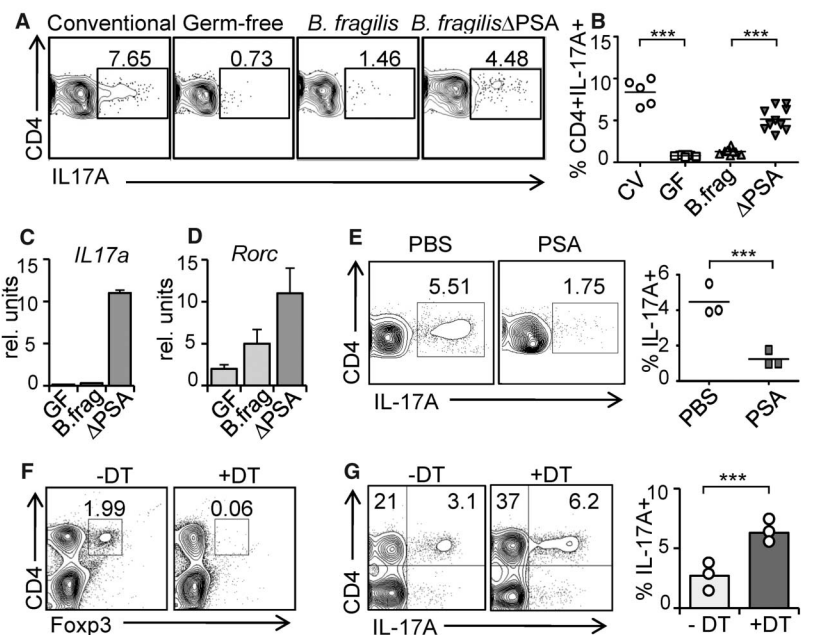 A
Conventional Germ-free B. fragilis B. fragilisΔPSA
7.65 0.73 1.46 4.48
CD4
IL17A
B
% CD4+IL-17A+
15
10
5
0
*** ***
CV GF B.frag ΔPSA
C
IL17a
rel. units
15
10
5
0
GF B.frag ΔPSA
D
Rorc
rel. units
15
10
5
0
GF B.frag ΔPSA
E
PBS PSA
5.51 1.75
CD4
IL-17A
% IL-17A+
6
4
2
0
***
PBS PSA
F
-DT +DT
1.99 0.06
CD4
Foxp3
G
-DT +DT
21 3.1 37 6.2
CD4
IL-17A
% IL-17A+
10
5
0
***
- DT +DT